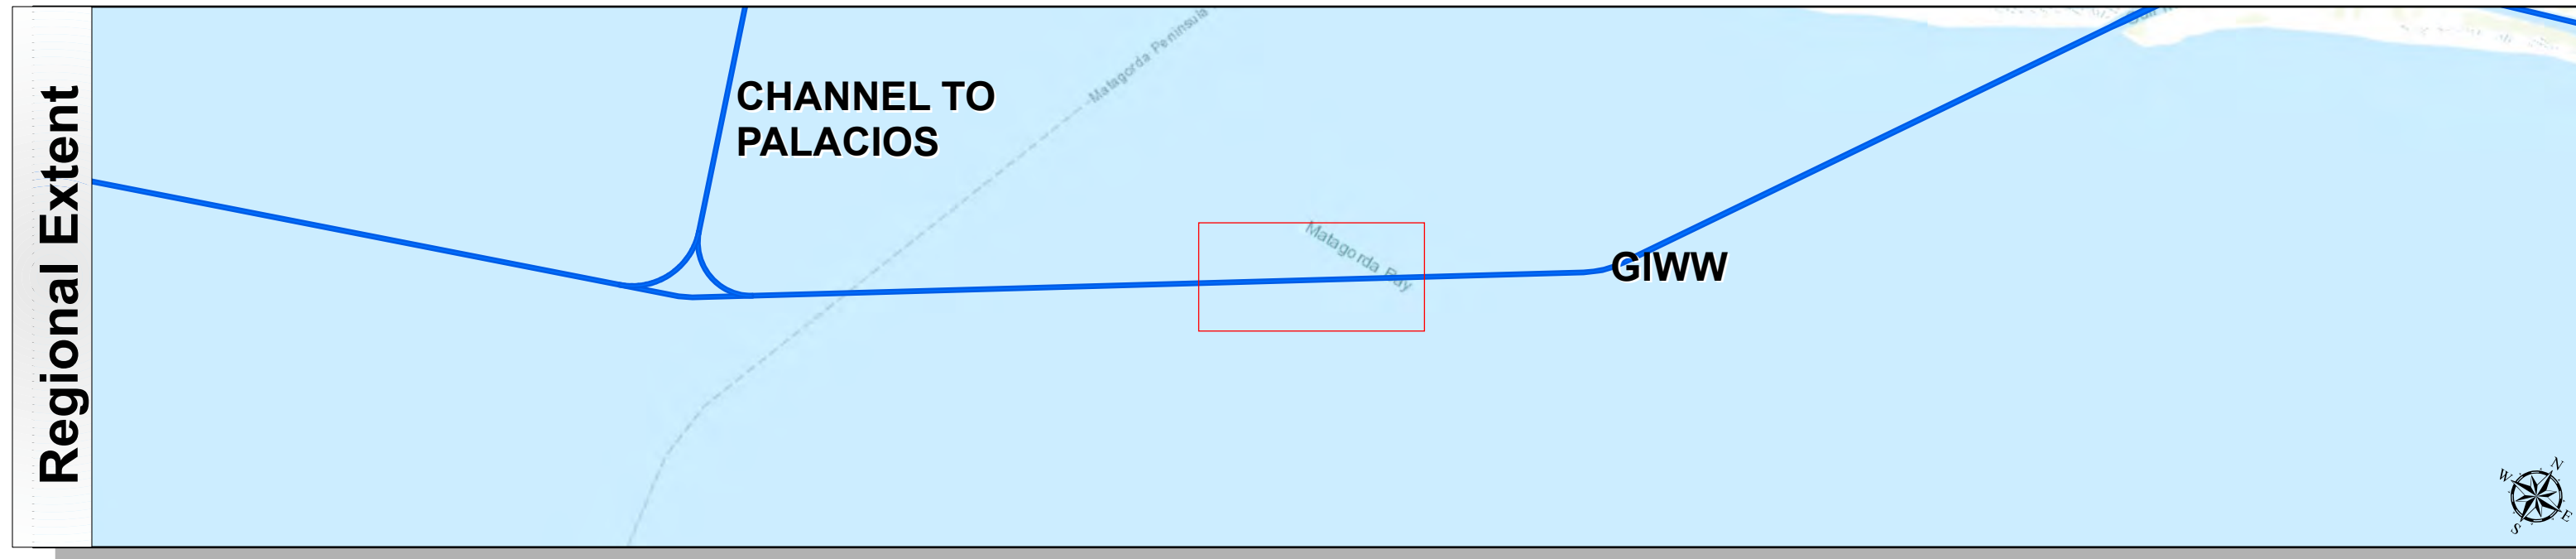 Regional Extent
CHANNEL TO
PALACIOS
Matagorda Peninsula
Matagorda Bay
GIWW
N
W
E
S